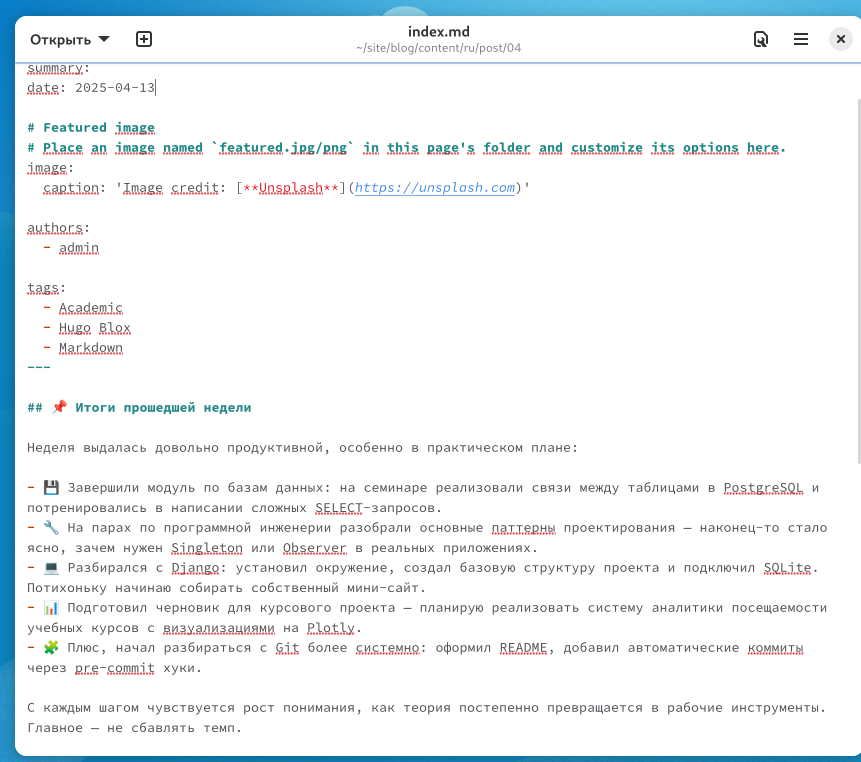 Открыть
index.md
~/site/blog/content/ru/post/04
summary:
date: 2025-04-13
# Featured image
# Place an image named `featured.jpg/png` in this page's folder and customize its options here.
image:
caption: 'Image credit: [**Unsplash**](https://unsplash.com)'
authors:
- admin
tags:
- Academic
- Hugo Blox
- Markdown
---
## 📌 Итоги прошедшей недели
Неделя выдалась довольно продуктивной, особенно в практическом плане:
- 💾 Завершили модуль по базам данных: на семинаре реализовали связи между таблицами в PostgreSQL и
потренировались в написании сложных SELECT-запросов.
- 🔧 На парах по программной инженерии разобрали основные паттерны проектирования — наконец-то стало
ясно, зачем нужен Singleton или Observer в реальных приложениях.
- 💻 Разбирался с Django: установил окружение, создал базовую структуру проекта и подключил SQLite.
Потихоньку начинаю собирать собственный мини-сайт.
- 📊 Подготовил черновик для курсового проекта — планирую реализовать систему аналитики посещаемости
учебных курсов с визуализациями на Plotly.
- 🧩 Плюс, начал разбираться с Git более системно: оформил README, добавил автоматические коммиты
через pre-commit хуки.
С каждым шагом чувствуется рост понимания, как теория постепенно превращается в рабочие инструменты.
Главное — не сбавлять темп.